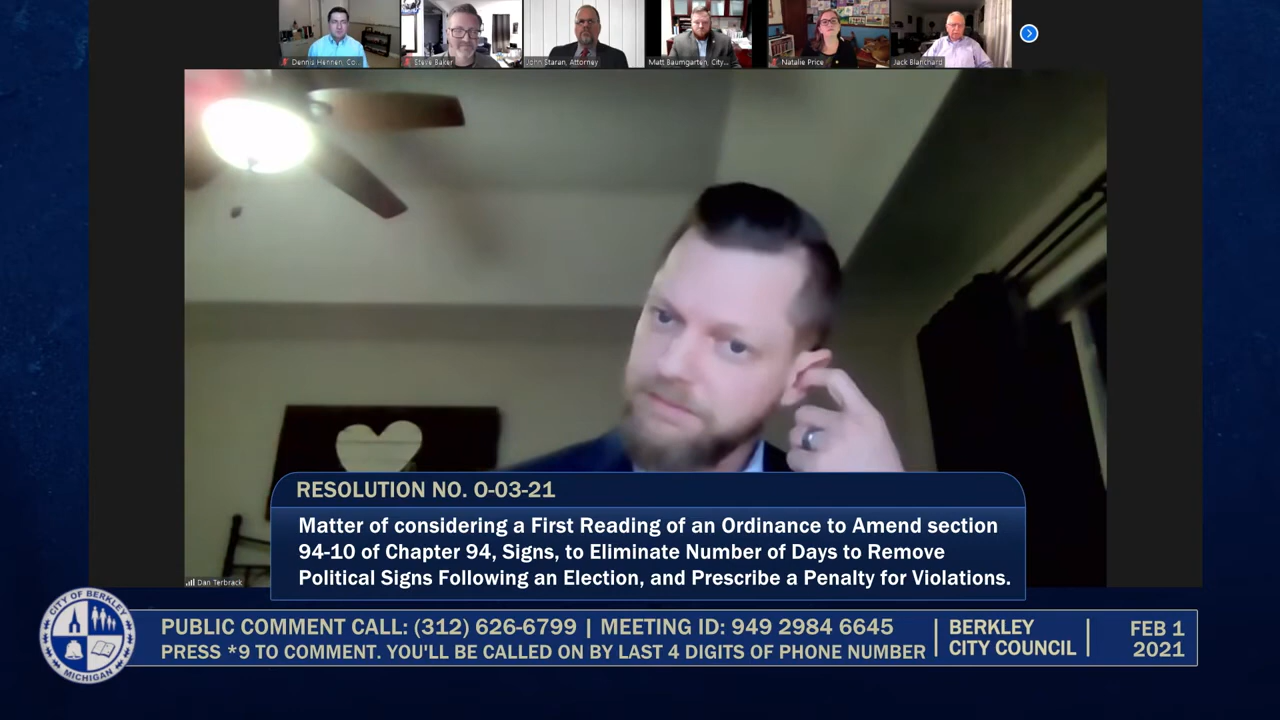 Dennis Hennen, Co...
Steve Baker
John Staran, Attorney
Matt Baumgarten, City...
Natalie Price
Jack Blanchard
Dan Terbrack
RESOLUTION NO. O-03-21
Matter of considering a First Reading of an Ordinance to Amend section
94-10 of Chapter 94, Signs, to Eliminate Number of Days to Remove
Political Signs Following an Election, and Prescribe a Penalty for Violations.
CITY OF BERKLEY
MICHIGAN
PUBLIC COMMENT CALL: (312) 626-6799 | MEETING ID: 949 2984 6645
PRESS *9 TO COMMENT. YOU'LL BE CALLED ON BY LAST 4 DIGITS OF PHONE NUMBER
BERKLEY
CITY COUNCIL
FEB 1
2021